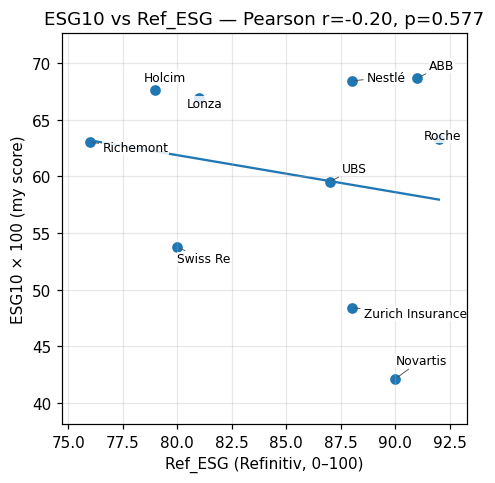 ESG10 vs Ref_ESG — Pearson r=-0.20, p=0.577
ESG10 × 100 (my score)
70
65
60
55
50
45
40
Holcim
Lonza
Nestlé
ABB
Roche
Richemont
UBS
Swiss Re
Zurich Insurance
Novartis
75.0 77.5 80.0 82.5 85.0 87.5 90.0 92.5
Ref_ESG (Refinitiv, 0–100)